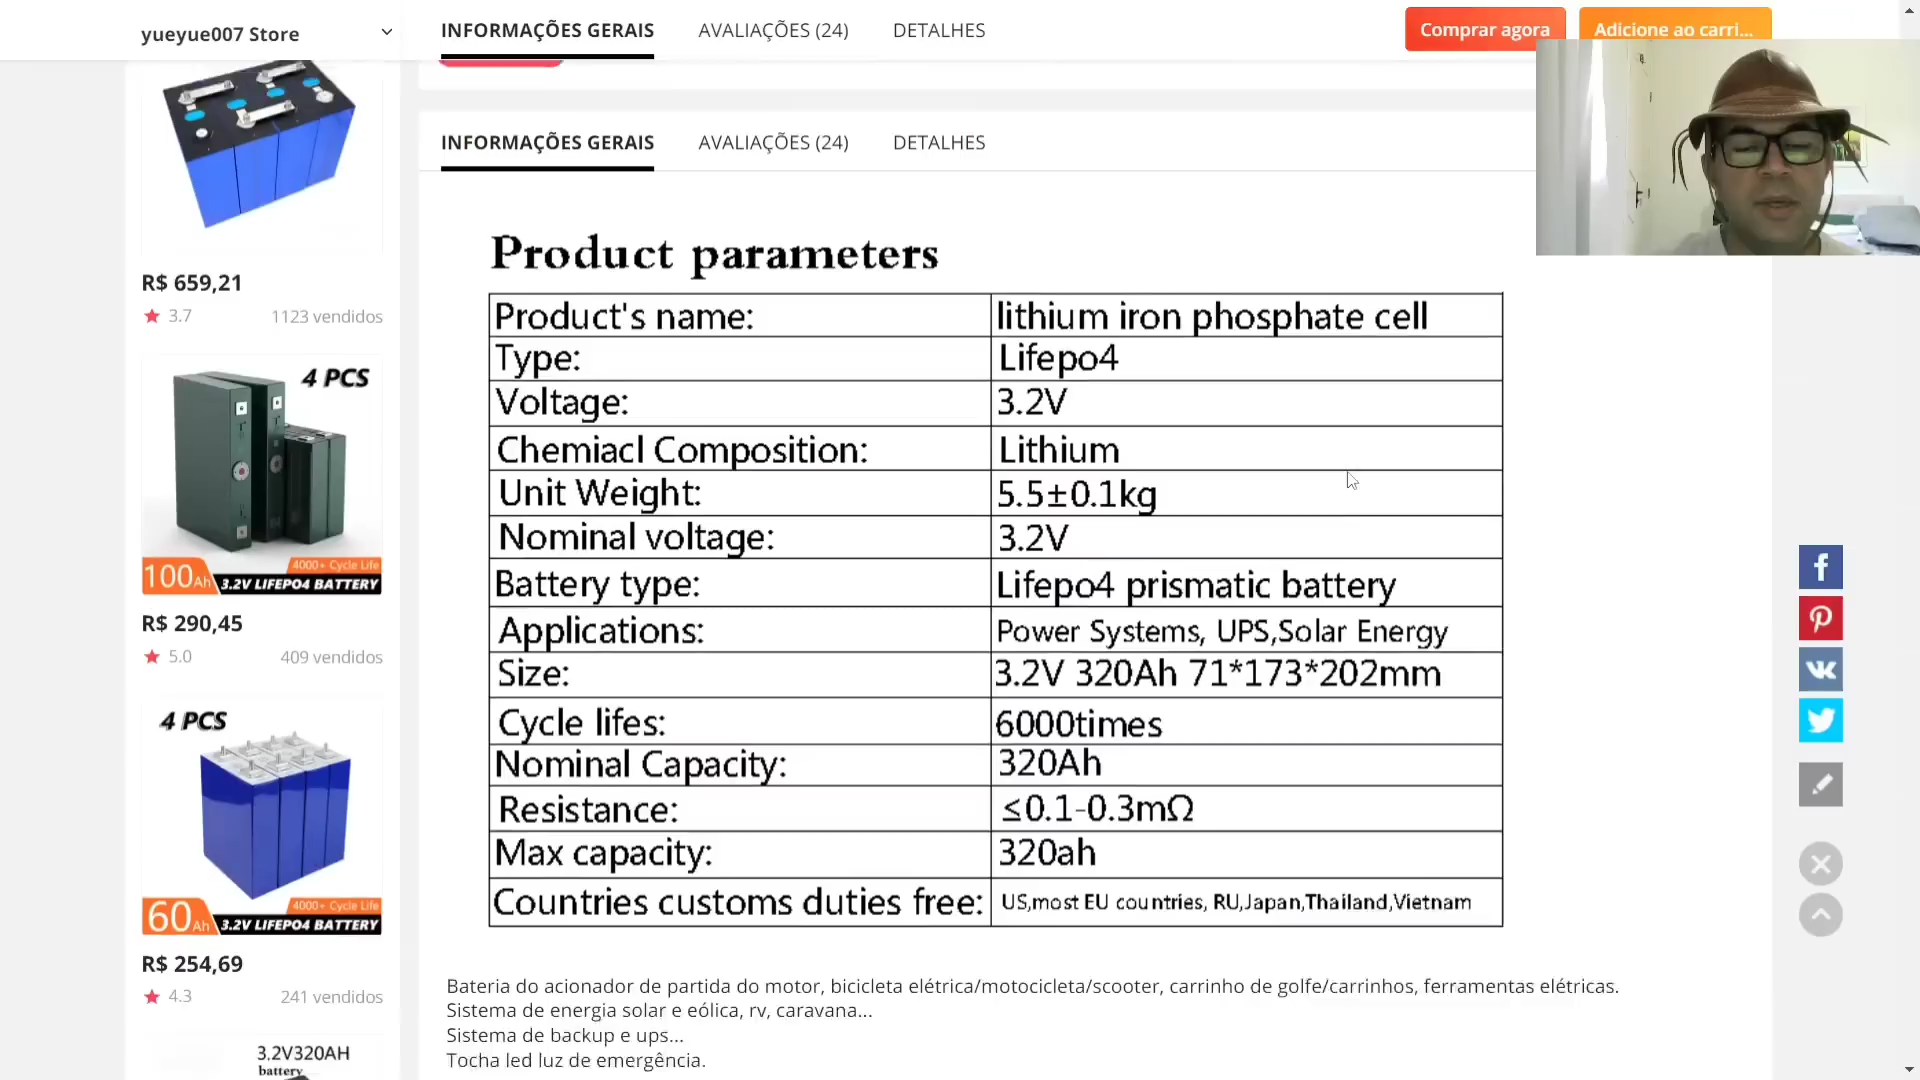 yueyue007 Store
INFORMAÇÕES GERAIS
AVALIAÇÕES (24)
DETALHES
Comprar agora
Adicione ao carri...
R$ 659,21
3.7
1123 vendidos
4 PCS
100Ah
4000+ Cycle Life
3.2V LIFEPO4 BATTERY
R$ 290,45
5.0
409 vendidos
4 PCS
60Ah
4000+ Cycle Life
3.2V LIFEPO4 BATTERY
R$ 254,69
4.3
241 vendidos
3.2V320AH
battery
INFORMAÇÕES GERAIS
AVALIAÇÕES (24)
DETALHES
Product parameters
Product's name: lithium iron phosphate cell
Type: Lifepo4
Voltage: 3.2V
Chemiacl Composition: Lithium
Unit Weight: 5.5±0.1kg
Nominal voltage: 3.2V
Battery type: Lifepo4 prismatic battery
Applications: Power Systems, UPS,Solar Energy
Size: 3.2V 320Ah 71*173*202mm
Cycle lifes: 6000times
Nominal Capacity: 320Ah
Resistance: ≤0.1-0.3mΩ
Max capacity: 320ah
Countries customs duties free: US,most EU countries, RU,Japan,Thailand,Vietnam
Bateria do acionador de partida do motor, bicicleta elétrica/motocicleta/scooter, carrinho de golfe/carrinhos, ferramentas elétricas.
Sistema de energia solar e eólica, rv, caravana...
Sistema de backup e ups...
Tocha led luz de emergência.